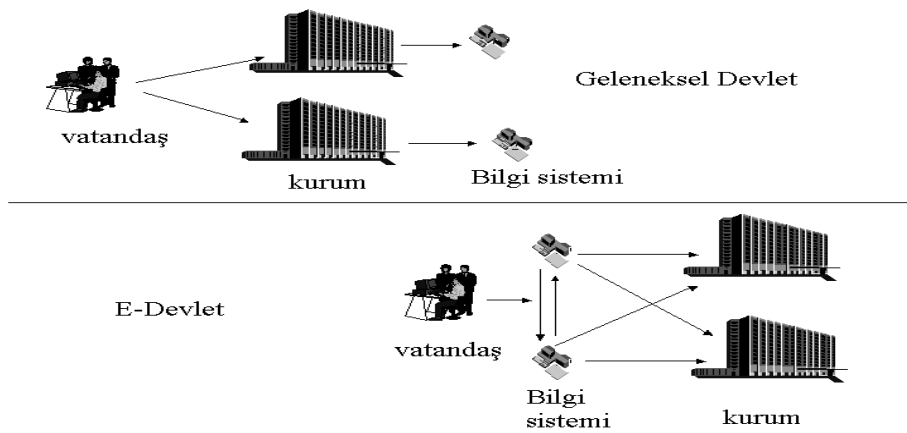 Geleneksel Devlet
vatandaş
kurum
Bilgi sistemi
E-Devlet
vatandaş
Bilgi
sistemi
kurum